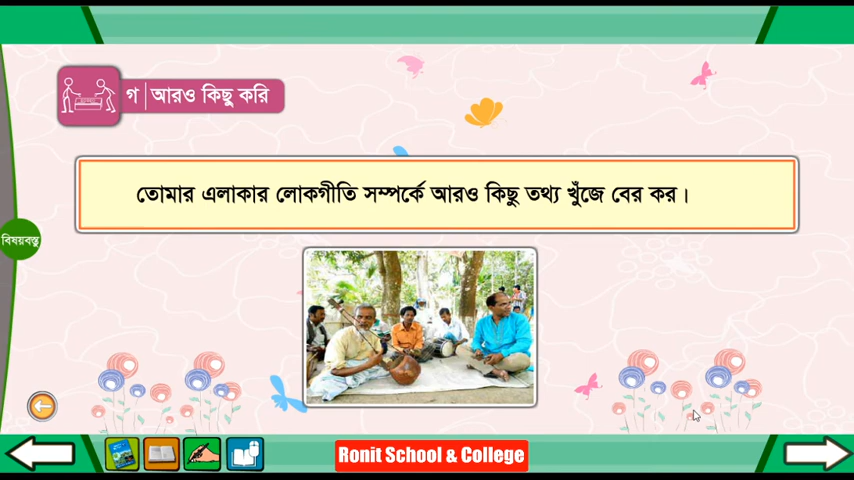 গ | আরও কিছু করি
তোমার এলাকার লোকগীতি সম্পর্কে আরও কিছু তথ্য খুঁজে বের কর।
বিষয়বস্তু
Ronit School & College